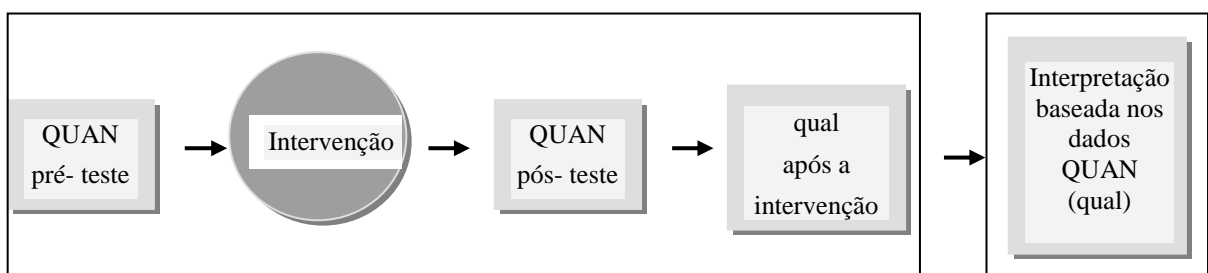 QUAN
pré- teste
Intervenção
QUAN
pós- teste
qual
após a
intervenção
Interpretação
baseada nos
dados
QUAN
(qual)